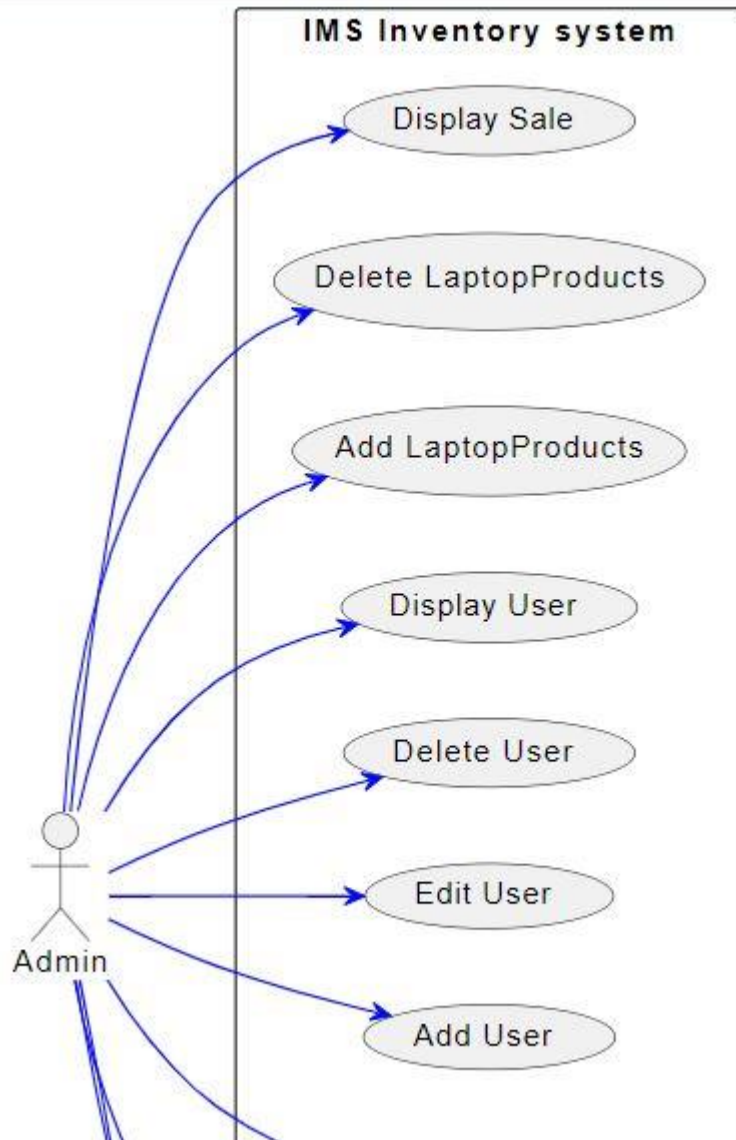 IMS Inventory system
Display Sale
Delete LaptopProducts
Add LaptopProducts
Display User
Delete User
Edit User
Admin
Add User